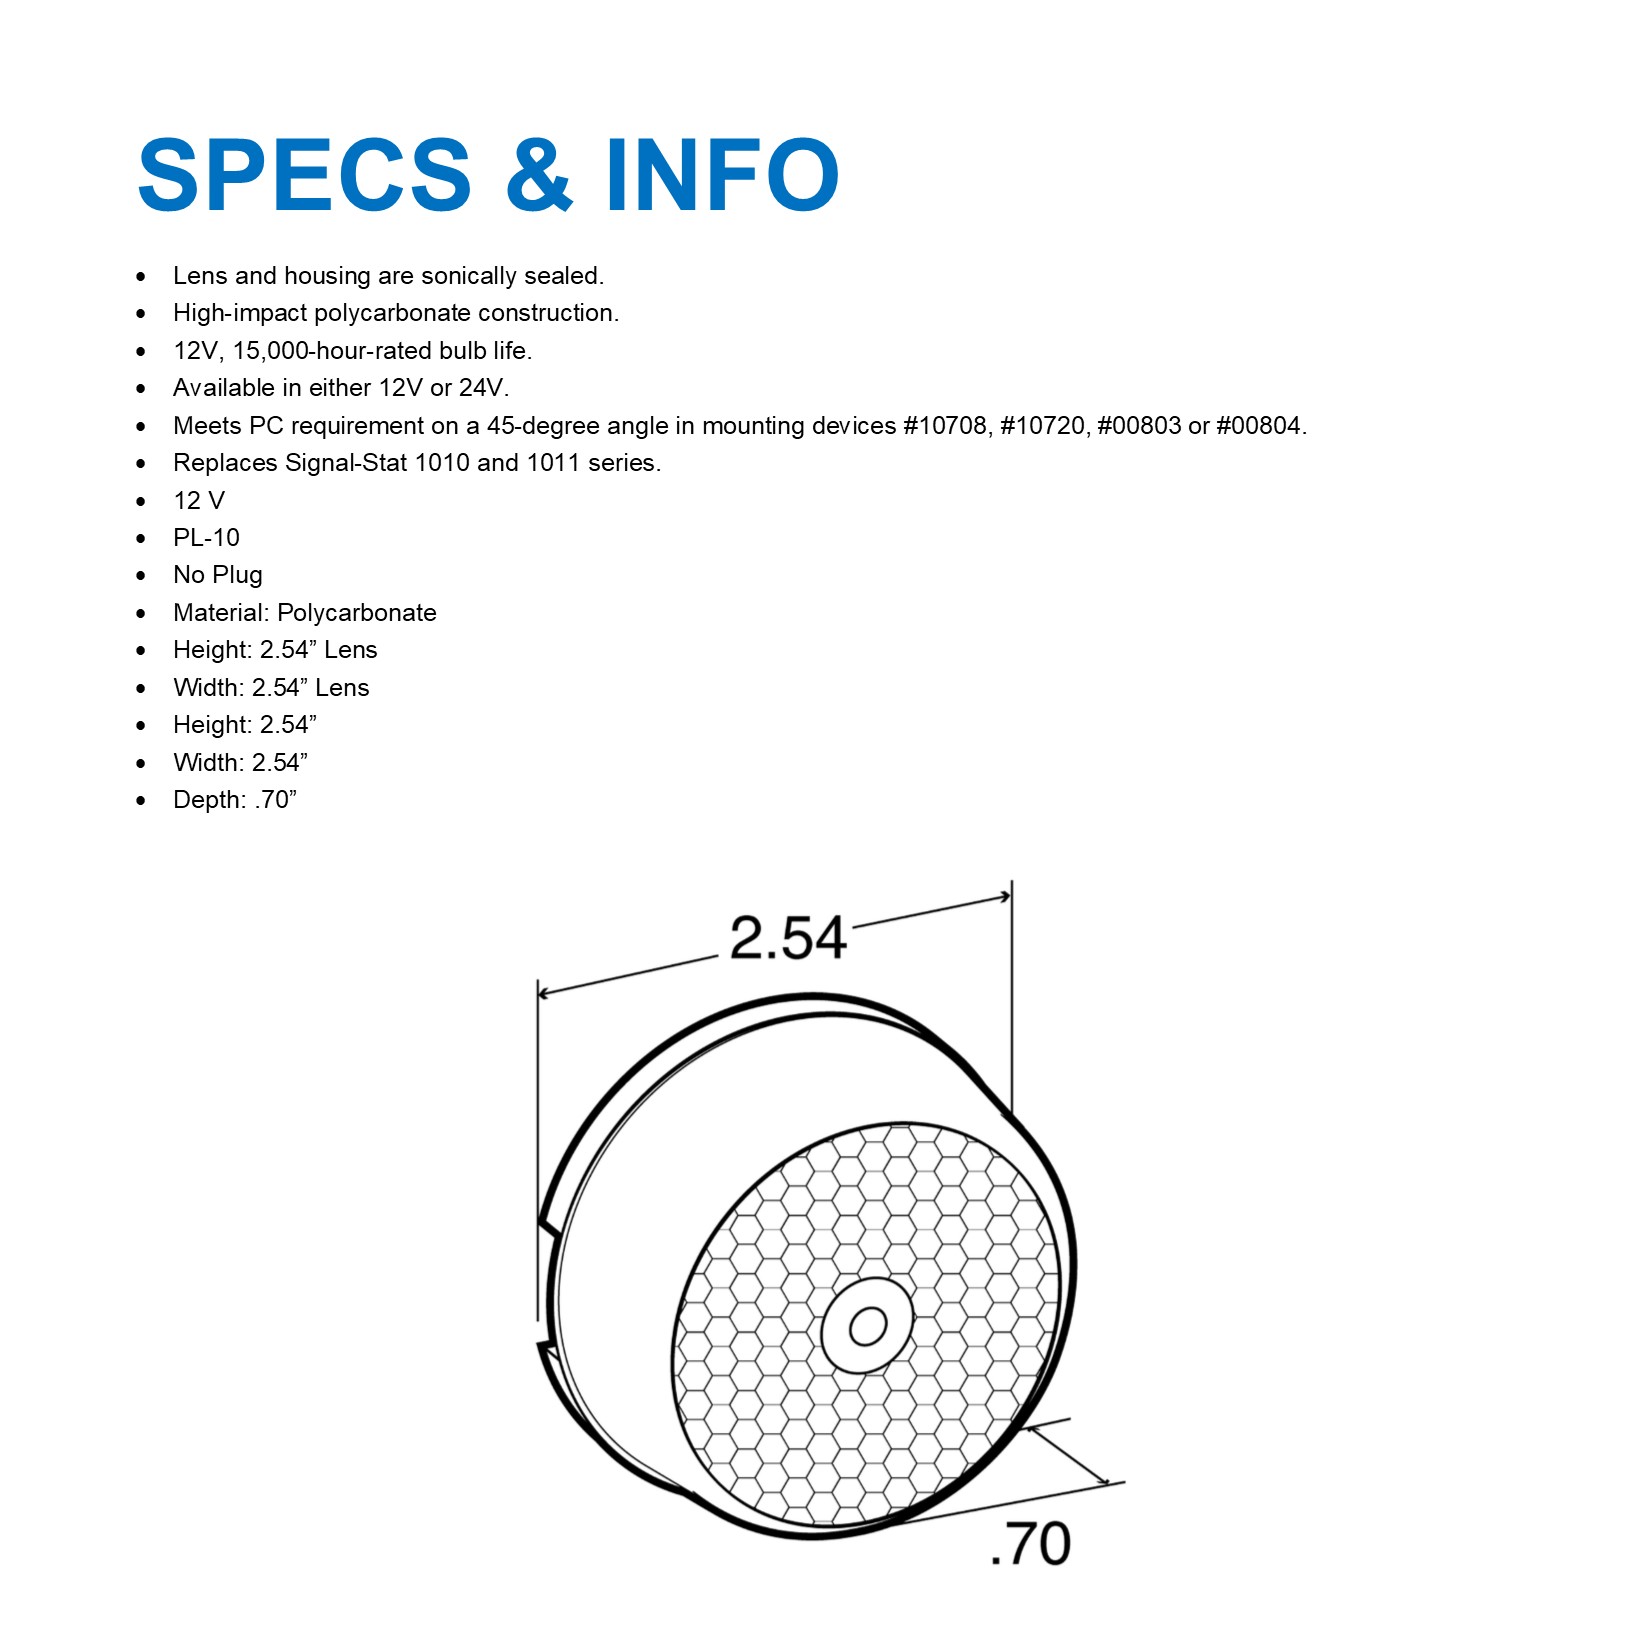 SPECS & INFO
• Lens and housing are sonically sealed.
• High-impact polycarbonate construction.
• 12V, 15,000-hour-rated bulb life.
• Available in either 12V or 24V.
• Meets PC requirement on a 45-degree angle in mounting devices #10708, #10720, #00803 or #00804.
• Replaces Signal-Stat 1010 and 1011 series.
• 12 V
• PL-10
• No Plug
• Material: Polycarbonate
• Height: 2.54” Lens
• Width: 2.54” Lens
• Height: 2.54”
• Width: 2.54”
• Depth: .70”
2.54
.70